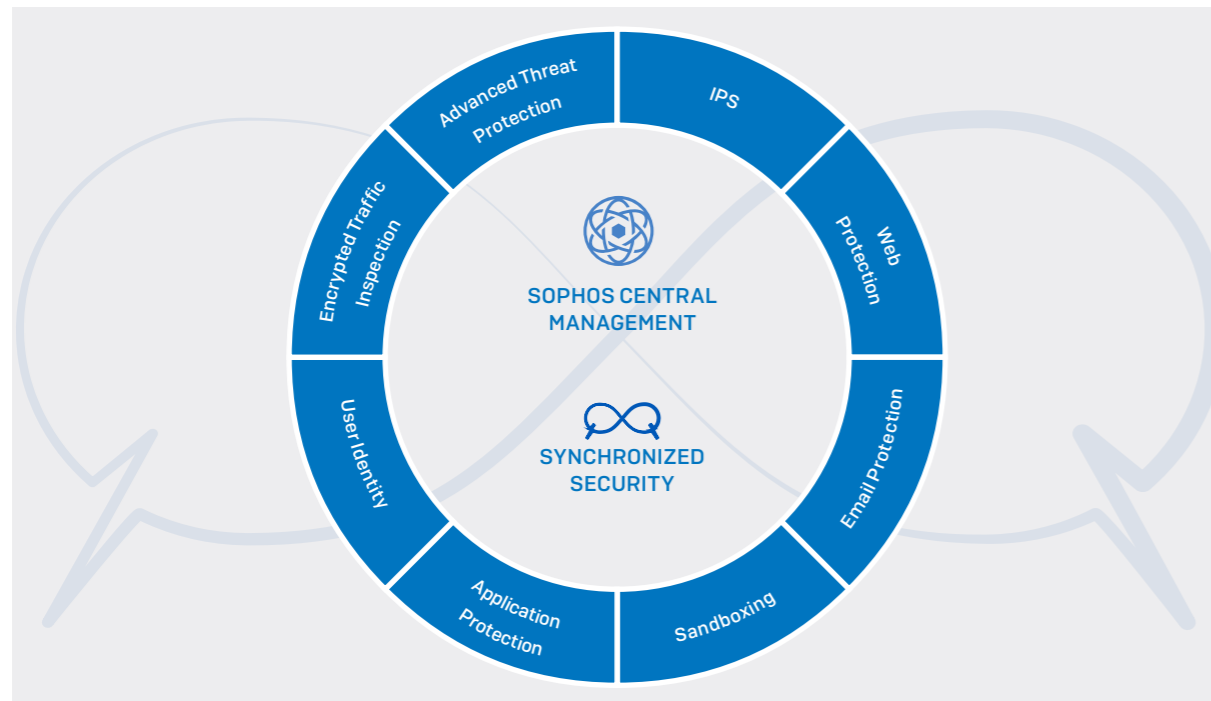 Advanced Threat
Protection
IPS
Web
Protection
Encrypted Traffic
Inspection
SOPHOS CENTRAL
MANAGEMENT
SYNCHRONIZED
SECURITY
User Identity
Email Protection
Application
Protection
Sandboxing